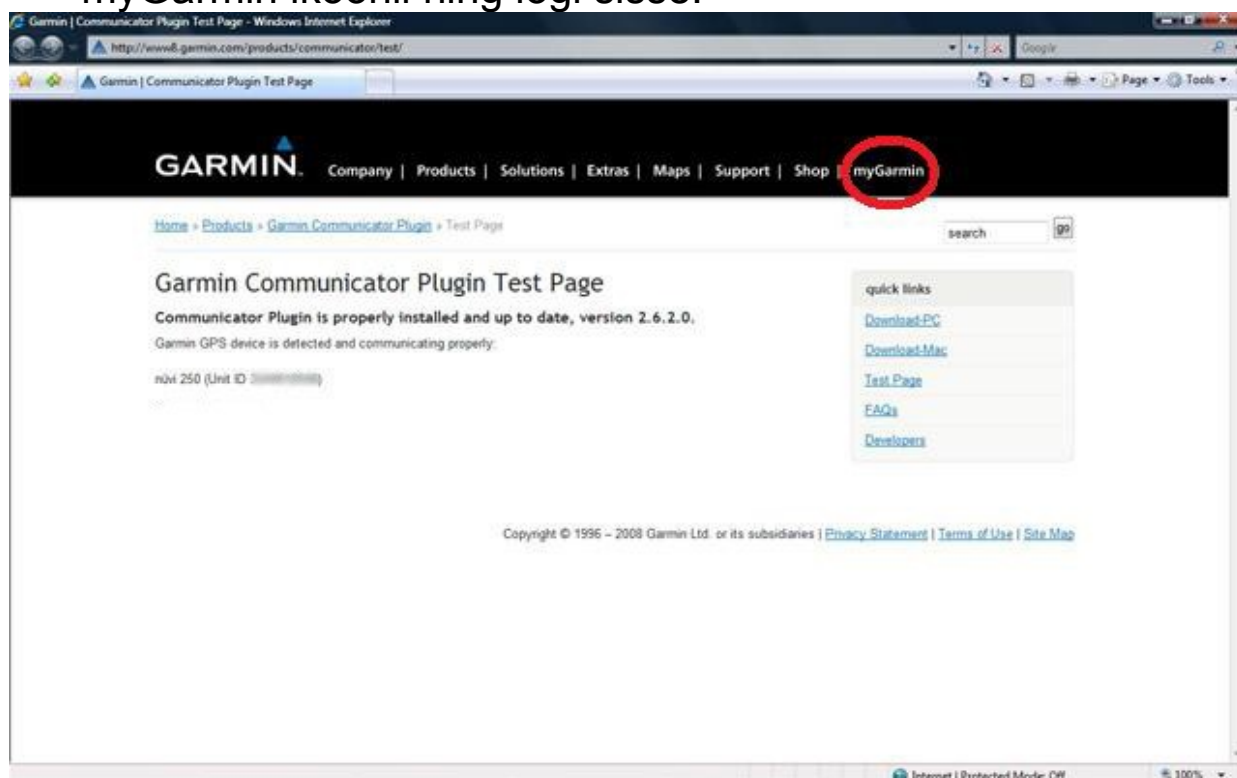 myGarmin ikoonil ning logi sisse.
Garmin | Communicator Plugin Test Page - Windows Internet Explorer
http://www8.garmin.com/products/communicator/test/
Google
Garmin | Communicator Plugin Test Page
Page Tools
GARMIN. Company | Products | Solutions | Extras | Maps | Support | Shop | myGarmin
Home » Products » Garmin Communicator Plugin » Test Page
search go
Garmin Communicator Plugin Test Page
Communicator Plugin is properly installed and up to date, version 2.6.2.0.
Garmin GPS device is detected and communicating properly.
nüvi 250 (Unit ID )
quick links
Download-PC
Download-Mac
Test Page
FAQs
Developers
Copyright © 1996 – 2008 Garmin Ltd. or its subsidiaries | Privacy Statement | Terms of Use | Site Map
Internet | Protected Mode: Off 100%